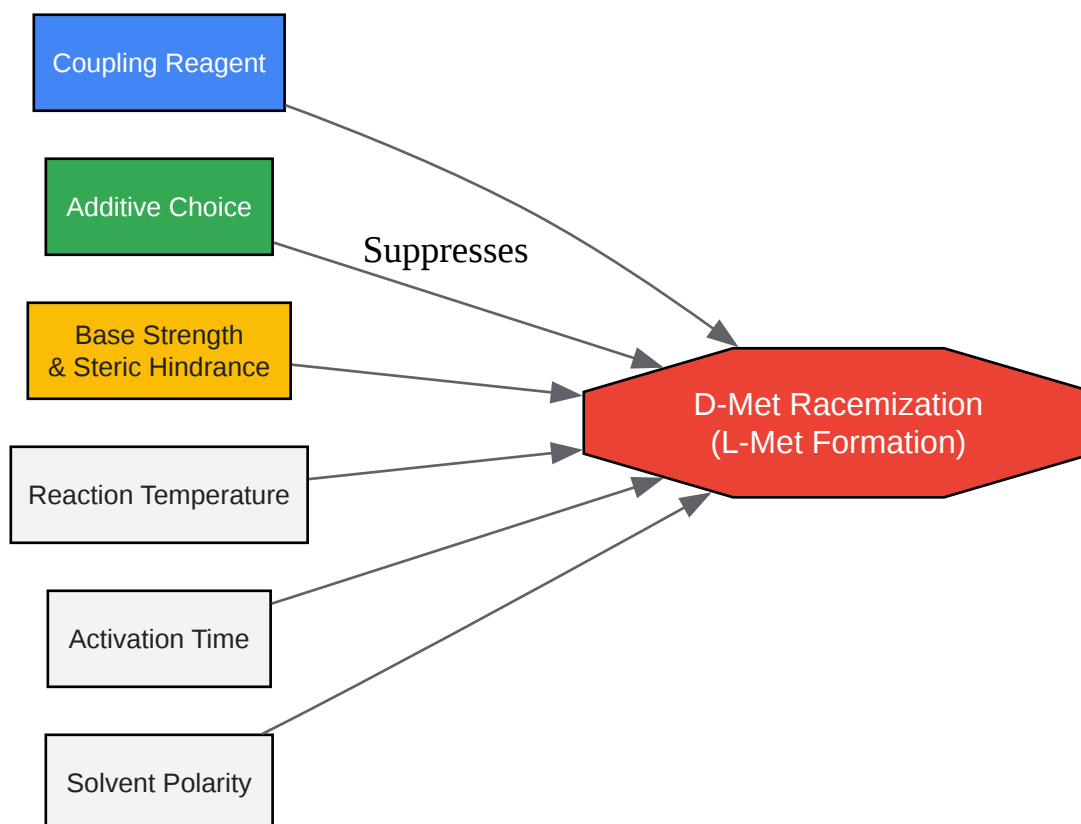 Coupling Reagent
Additive Choice
Suppresses
Base Strength
& Steric Hindrance
D-Met Racemization
(L-Met Formation)
Reaction Temperature
Activation Time
Solvent Polarity